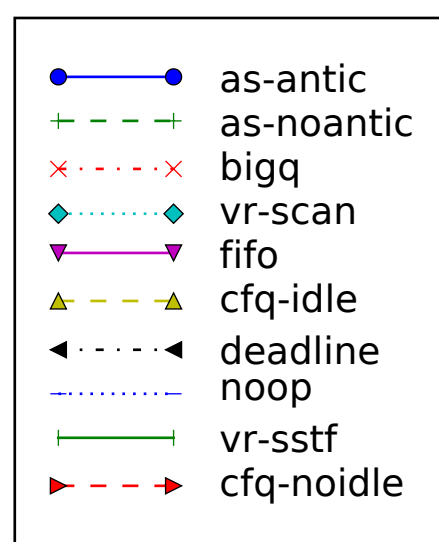 as-antic
as-noantic
bigq
vr-scan
fifo
cfq-idle
deadline
noop
vr-sstf
cfq-noidle